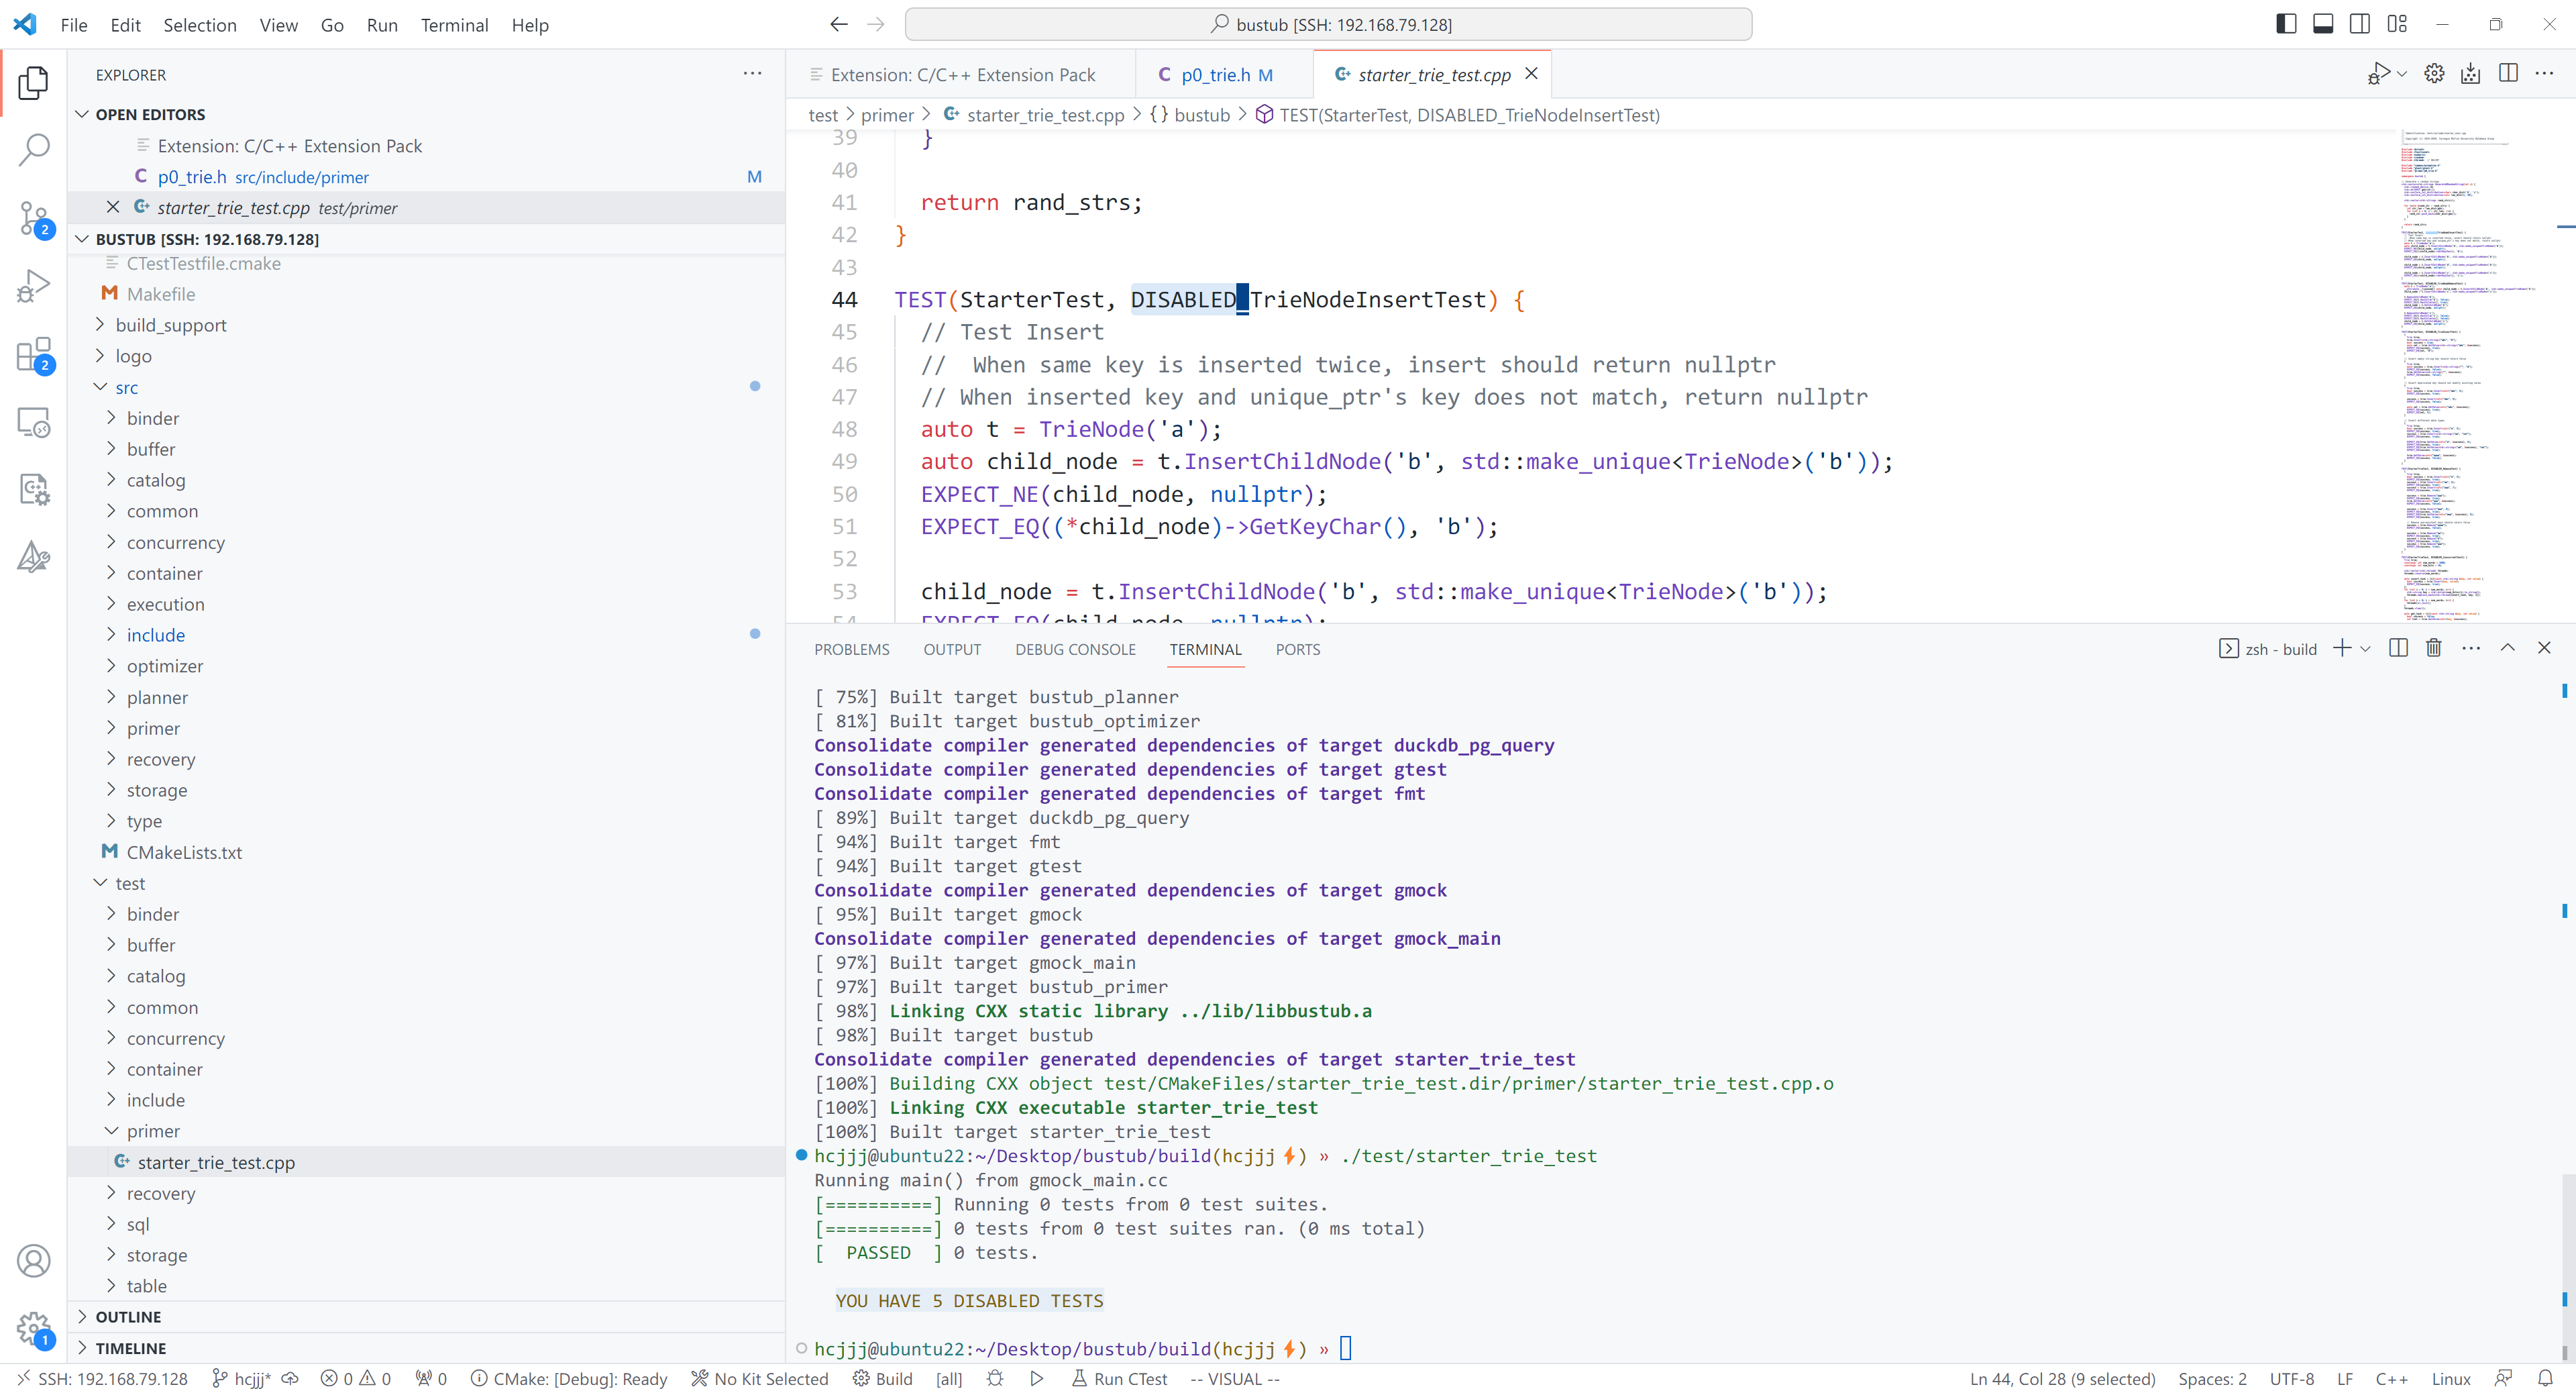 File Edit Selection View Go Run Terminal Help
bustub [SSH: 192.168.79.128]
EXPLORER
OPEN EDITORS
Extension: C/C++ Extension Pack
p0_trie.h src/include/primer M
starter_trie_test.cpp test/primer
BUSTUB [SSH: 192.168.79.128]
CTestTestfile.cmake
Makefile
build_support
logo
src
binder
buffer
catalog
common
concurrency
container
execution
include
optimizer
planner
primer
recovery
storage
type
CMakeLists.txt
test
binder
buffer
catalog
common
concurrency
container
include
primer
starter_trie_test.cpp
recovery
sql
storage
table
OUTLINE
TIMELINE
2
2
1
Extension: C/C++ Extension Pack
p0_trie.h M
starter_trie_test.cpp
test > primer > starter_trie_test.cpp > {} bustub > TEST(StarterTest, DISABLED_TrieNodeInsertTest)
39 }
40
41 return rand_strs;
42 }
43
44 TEST(StarterTest, DISABLED_TrieNodeInsertTest) {
45 // Test Insert
46 //  When same key is inserted twice, insert should return nullptr
47 // When inserted key and unique_ptr's key does not match, return nullptr
48 auto t = TrieNode('a');
49 auto child_node = t.InsertChildNode('b', std::make_unique<TrieNode>('b'));
50 EXPECT_NE(child_node, nullptr);
51 EXPECT_EQ((*child_node)->GetKeyChar(), 'b');
52
53 child_node = t.InsertChildNode('b', std::make_unique<TrieNode>('b'));
54 EXPECT_EQ(child_node, nullptr);
PROBLEMS OUTPUT DEBUG CONSOLE TERMINAL PORTS
zsh - build
[ 75%] Built target bustub_planner
[ 81%] Built target bustub_optimizer
Consolidate compiler generated dependencies of target duckdb_pg_query
Consolidate compiler generated dependencies of target gtest
Consolidate compiler generated dependencies of target fmt
[ 89%] Built target duckdb_pg_query
[ 94%] Built target fmt
[ 94%] Built target gtest
Consolidate compiler generated dependencies of target gmock
[ 95%] Built target gmock
Consolidate compiler generated dependencies of target gmock_main
[ 97%] Built target gmock_main
[ 97%] Built target bustub_primer
[ 98%] Linking CXX static library ../lib/libbustub.a
[ 98%] Built target bustub
Consolidate compiler generated dependencies of target starter_trie_test
[100%] Building CXX object test/CMakeFiles/starter_trie_test.dir/primer/starter_trie_test.cpp.o
[100%] Linking CXX executable starter_trie_test
[100%] Built target starter_trie_test
hcjjj@ubuntu22:~/Desktop/bustub/build(hcjjj⚡) » ./test/starter_trie_test
Running main() from gmock_main.cc
[==========] Running 0 tests from 0 test suites.
[==========] 0 tests from 0 test suites ran. (0 ms total)
[  PASSED  ] 0 tests.
YOU HAVE 5 DISABLED TESTS
hcjjj@ubuntu22:~/Desktop/bustub/build(hcjjj⚡) »
SSH: 192.168.79.128 hcjjj* 0 0 0 CMake: [Debug]: Ready No Kit Selected Build [all] Run CTest -- VISUAL -- Ln 44, Col 28 (9 selected) Spaces: 2 UTF-8 LF C++ Linux